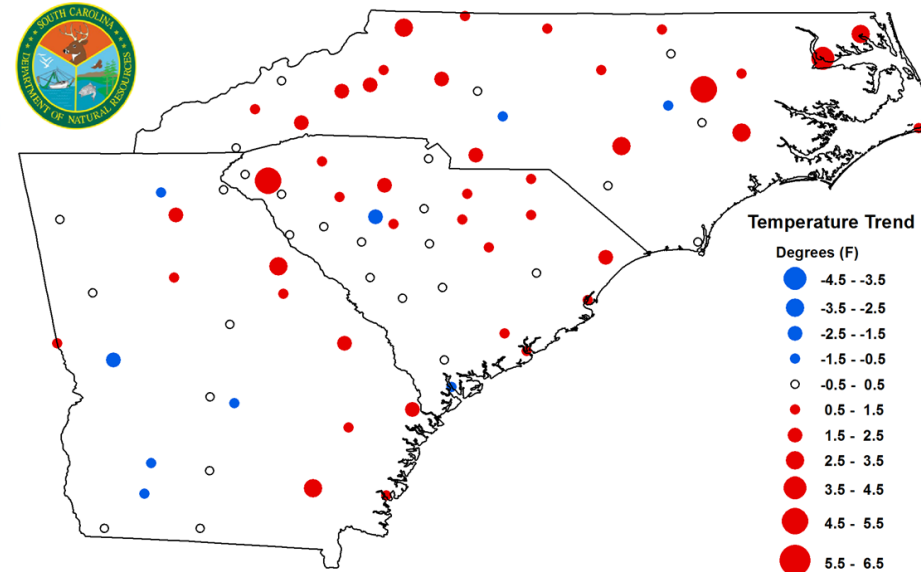 SOUTH CAROLINA
DEPARTMENT OF NATURAL RESOURCES
Temperature Trend
Degrees (F)
-4.5 - -3.5
-3.5 - -2.5
-2.5 - -1.5
-1.5 - -0.5
-0.5 - 0.5
0.5 - 1.5
1.5 - 2.5
2.5 - 3.5
3.5 - 4.5
4.5 - 5.5
5.5 - 6.5